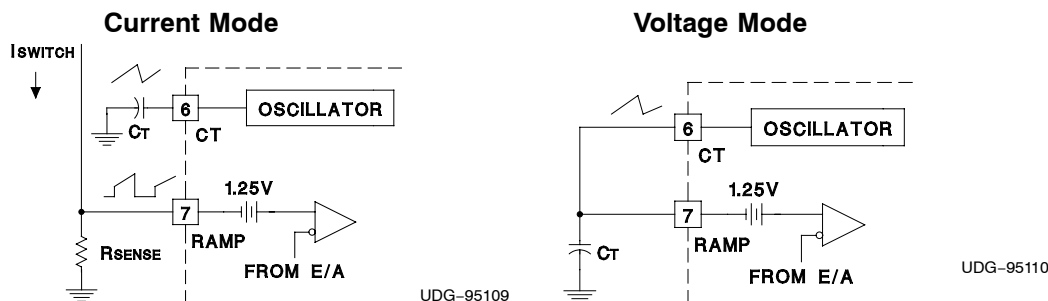 Current Mode
ISWITCH
6
OSCILLATOR
CT
CT
1.25V
7
RAMP
RSENSE
FROM E/A
UDG−95109
Voltage Mode
6
OSCILLATOR
CT
1.25V
7
RAMP
CT
FROM E/A
UDG−95110